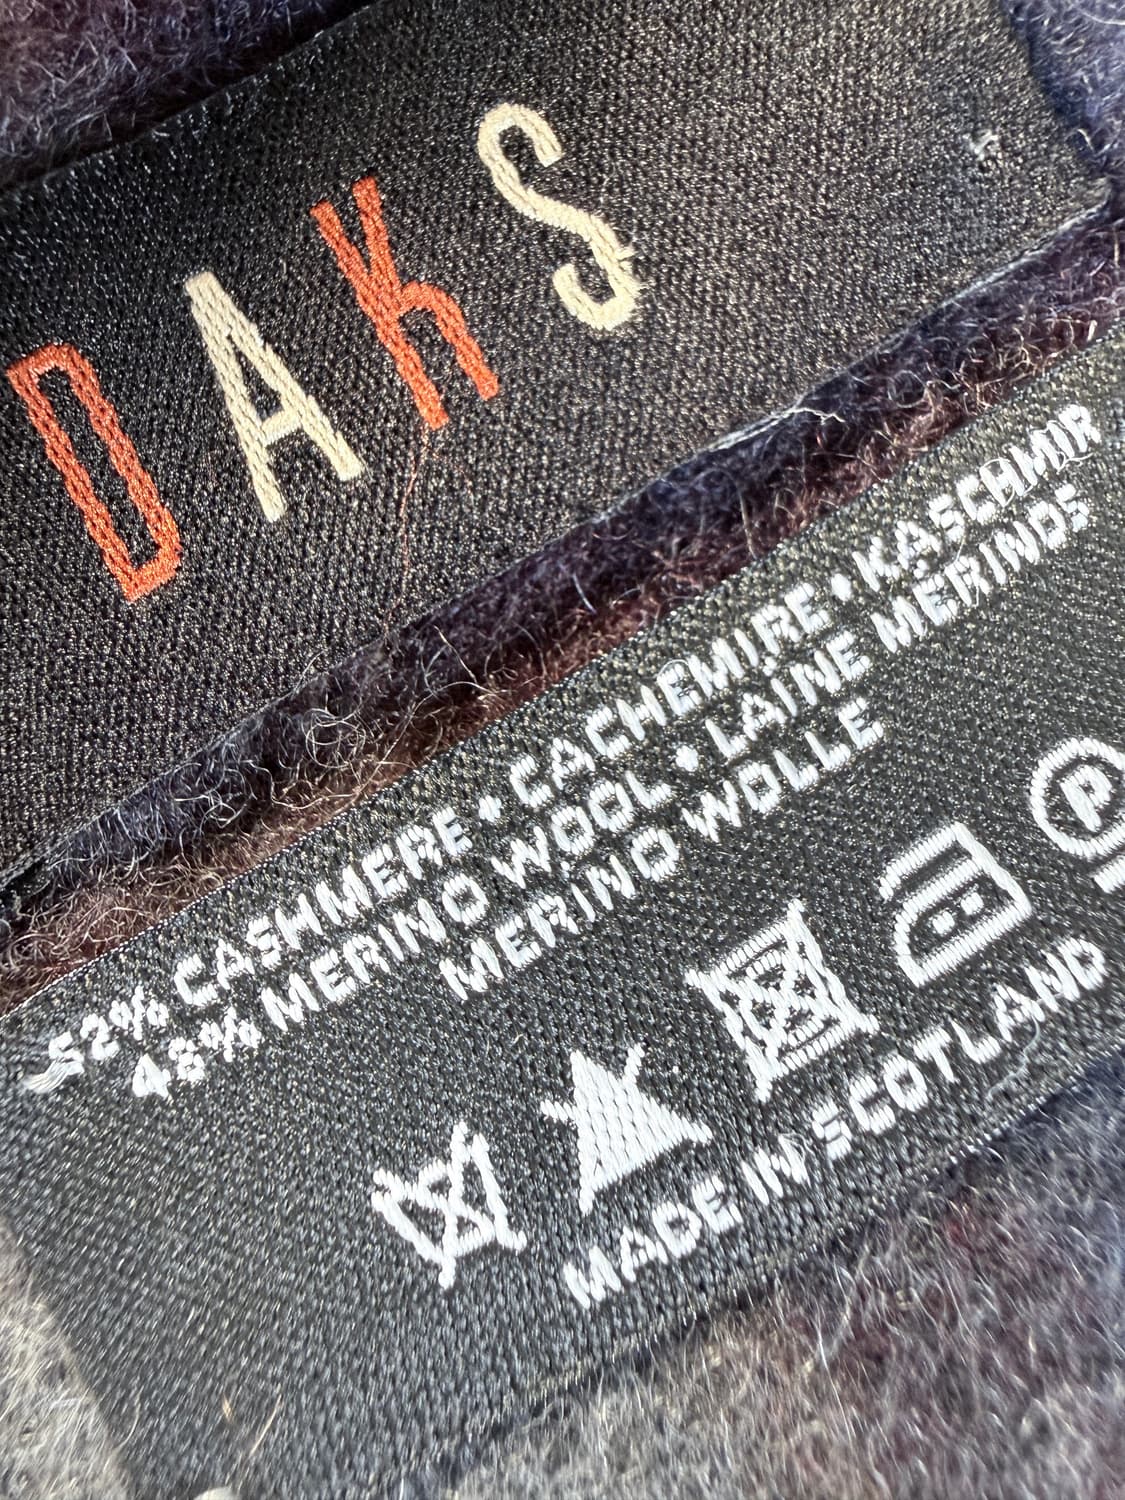 DAKS
52% CASHMERE • CACHEMIRE • KASCHMIR
48% MERINO WOOL • LAINE MERINOS
MERINO WOLLE
P
MADE IN SCOTLAND